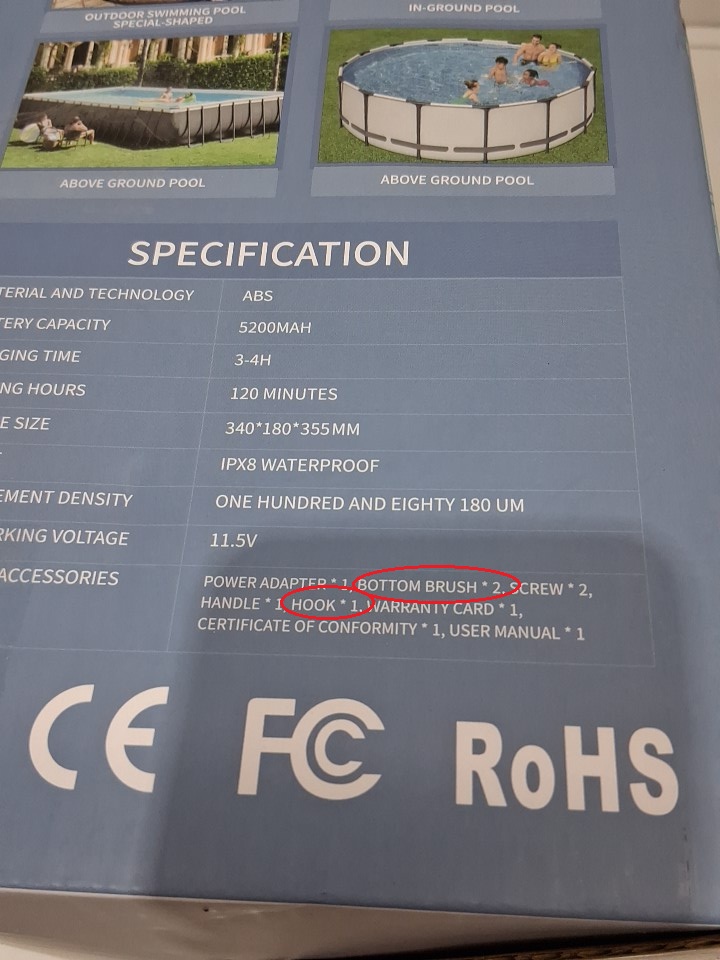 OUTDOOR SWIMMING POOL
SPECIAL-SHAPED
IN-GROUND POOL
ABOVE GROUND POOL
ABOVE GROUND POOL
SPECIFICATION
TERIAL AND TECHNOLOGY ABS
TERY CAPACITY 5200MAH
GING TIME 3-4H
NG HOURS 120 MINUTES
E SIZE 340*180*355MM
IPX8 WATERPROOF
EMENT DENSITY ONE HUNDRED AND EIGHTY 180 UM
RKING VOLTAGE 11.5V
ACCESSORIES POWER ADAPTER * 1, BOTTOM BRUSH * 2, SCREW * 2,
HANDLE * 1, HOOK * 1, WARRANTY CARD * 1,
CERTIFICATE OF CONFORMITY * 1, USER MANUAL * 1
CE FC RoHS